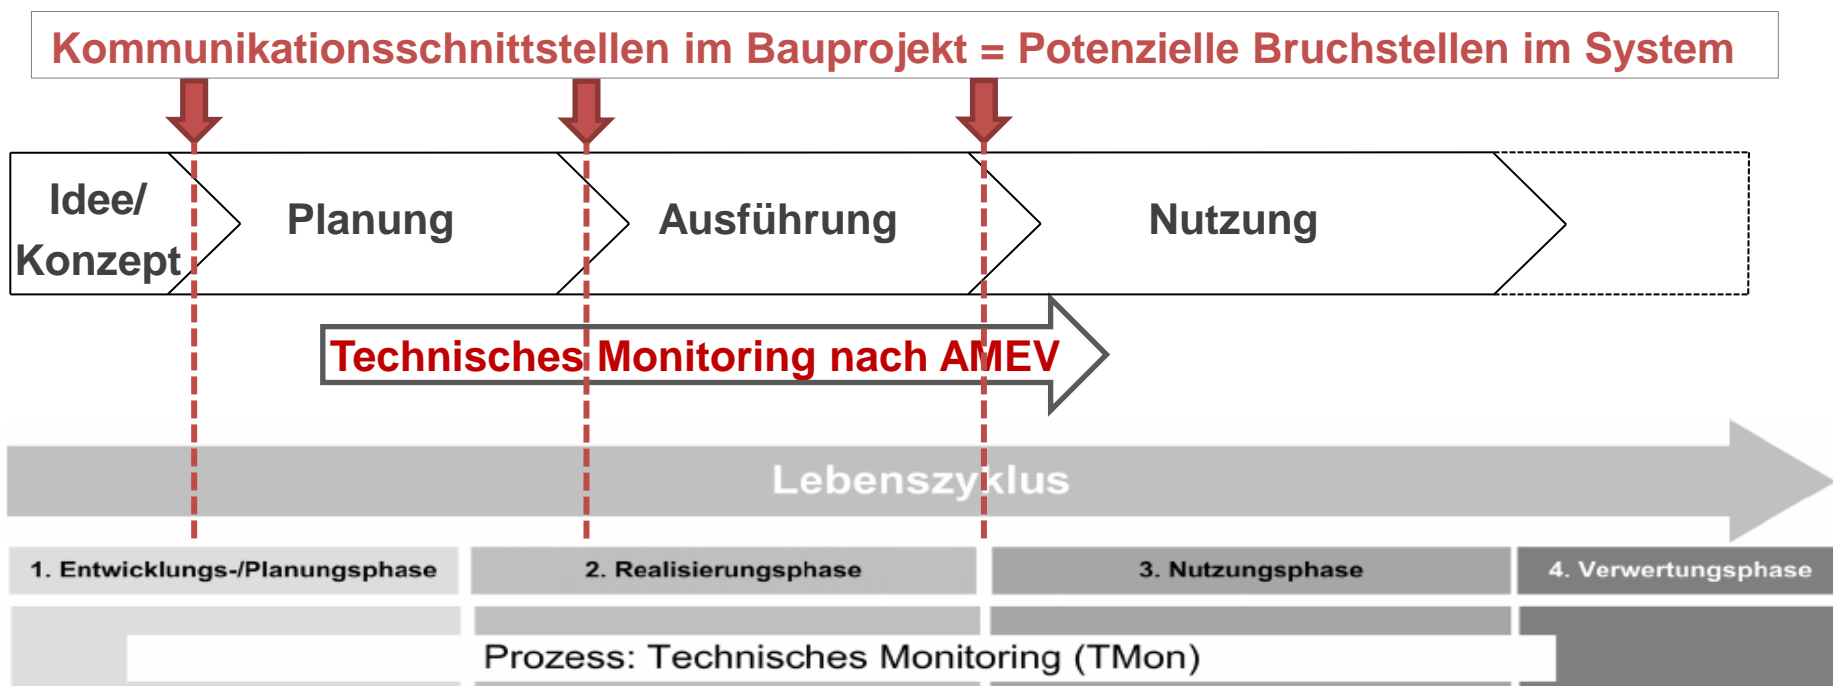 Kommunikationsschnittstellen im Bauprojekt = Potenzielle Bruchstellen im System
Idee/
Konzept
Planung
Ausführung
Nutzung
Technisches Monitoring nach AMEV
Lebenszyklus
1. Entwicklungs-/Planungsphase
2. Realisierungsphase
3. Nutzungsphase
4. Verwertungsphase
Prozess: Technisches Monitoring (TMon)